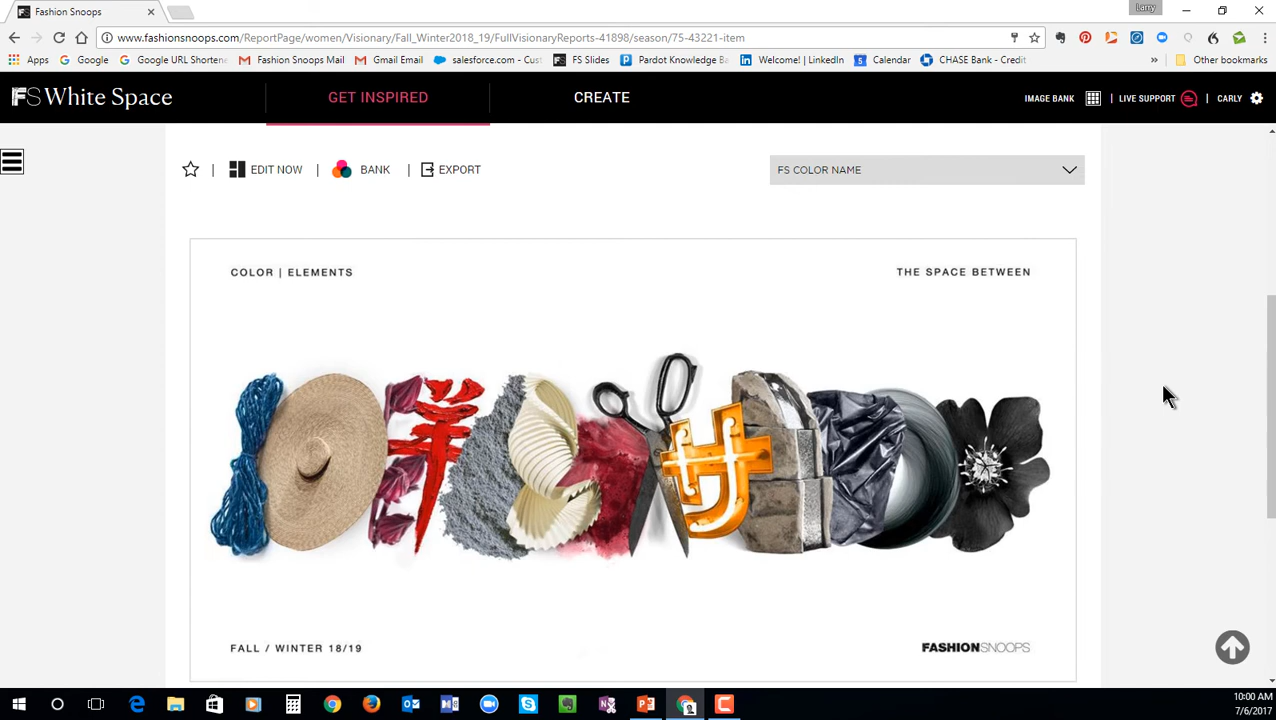 Fashion Snoops
Larry
www.fashionsnoops.com/ReportPage/women/Visionary/Fall_Winter2018_19/FullVisionaryReports-41898/season/75-43221-item
Apps Google Google URL Shortene Fashion Snoops Mail Gmail Email salesforce.com - Cust FS Slides Pardot Knowledge Ba Welcome! | LinkedIn Calendar CHASE Bank - Credit » Other bookmarks
FS White Space GET INSPIRED CREATE IMAGE BANK | LIVE SUPPORT | CARLY
| EDIT NOW | BANK | EXPORT FS COLOR NAME
COLOR | ELEMENTS THE SPACE BETWEEN
FALL / WINTER 18/19 FASHIONSNOOPS
10:00 AM
7/6/2017